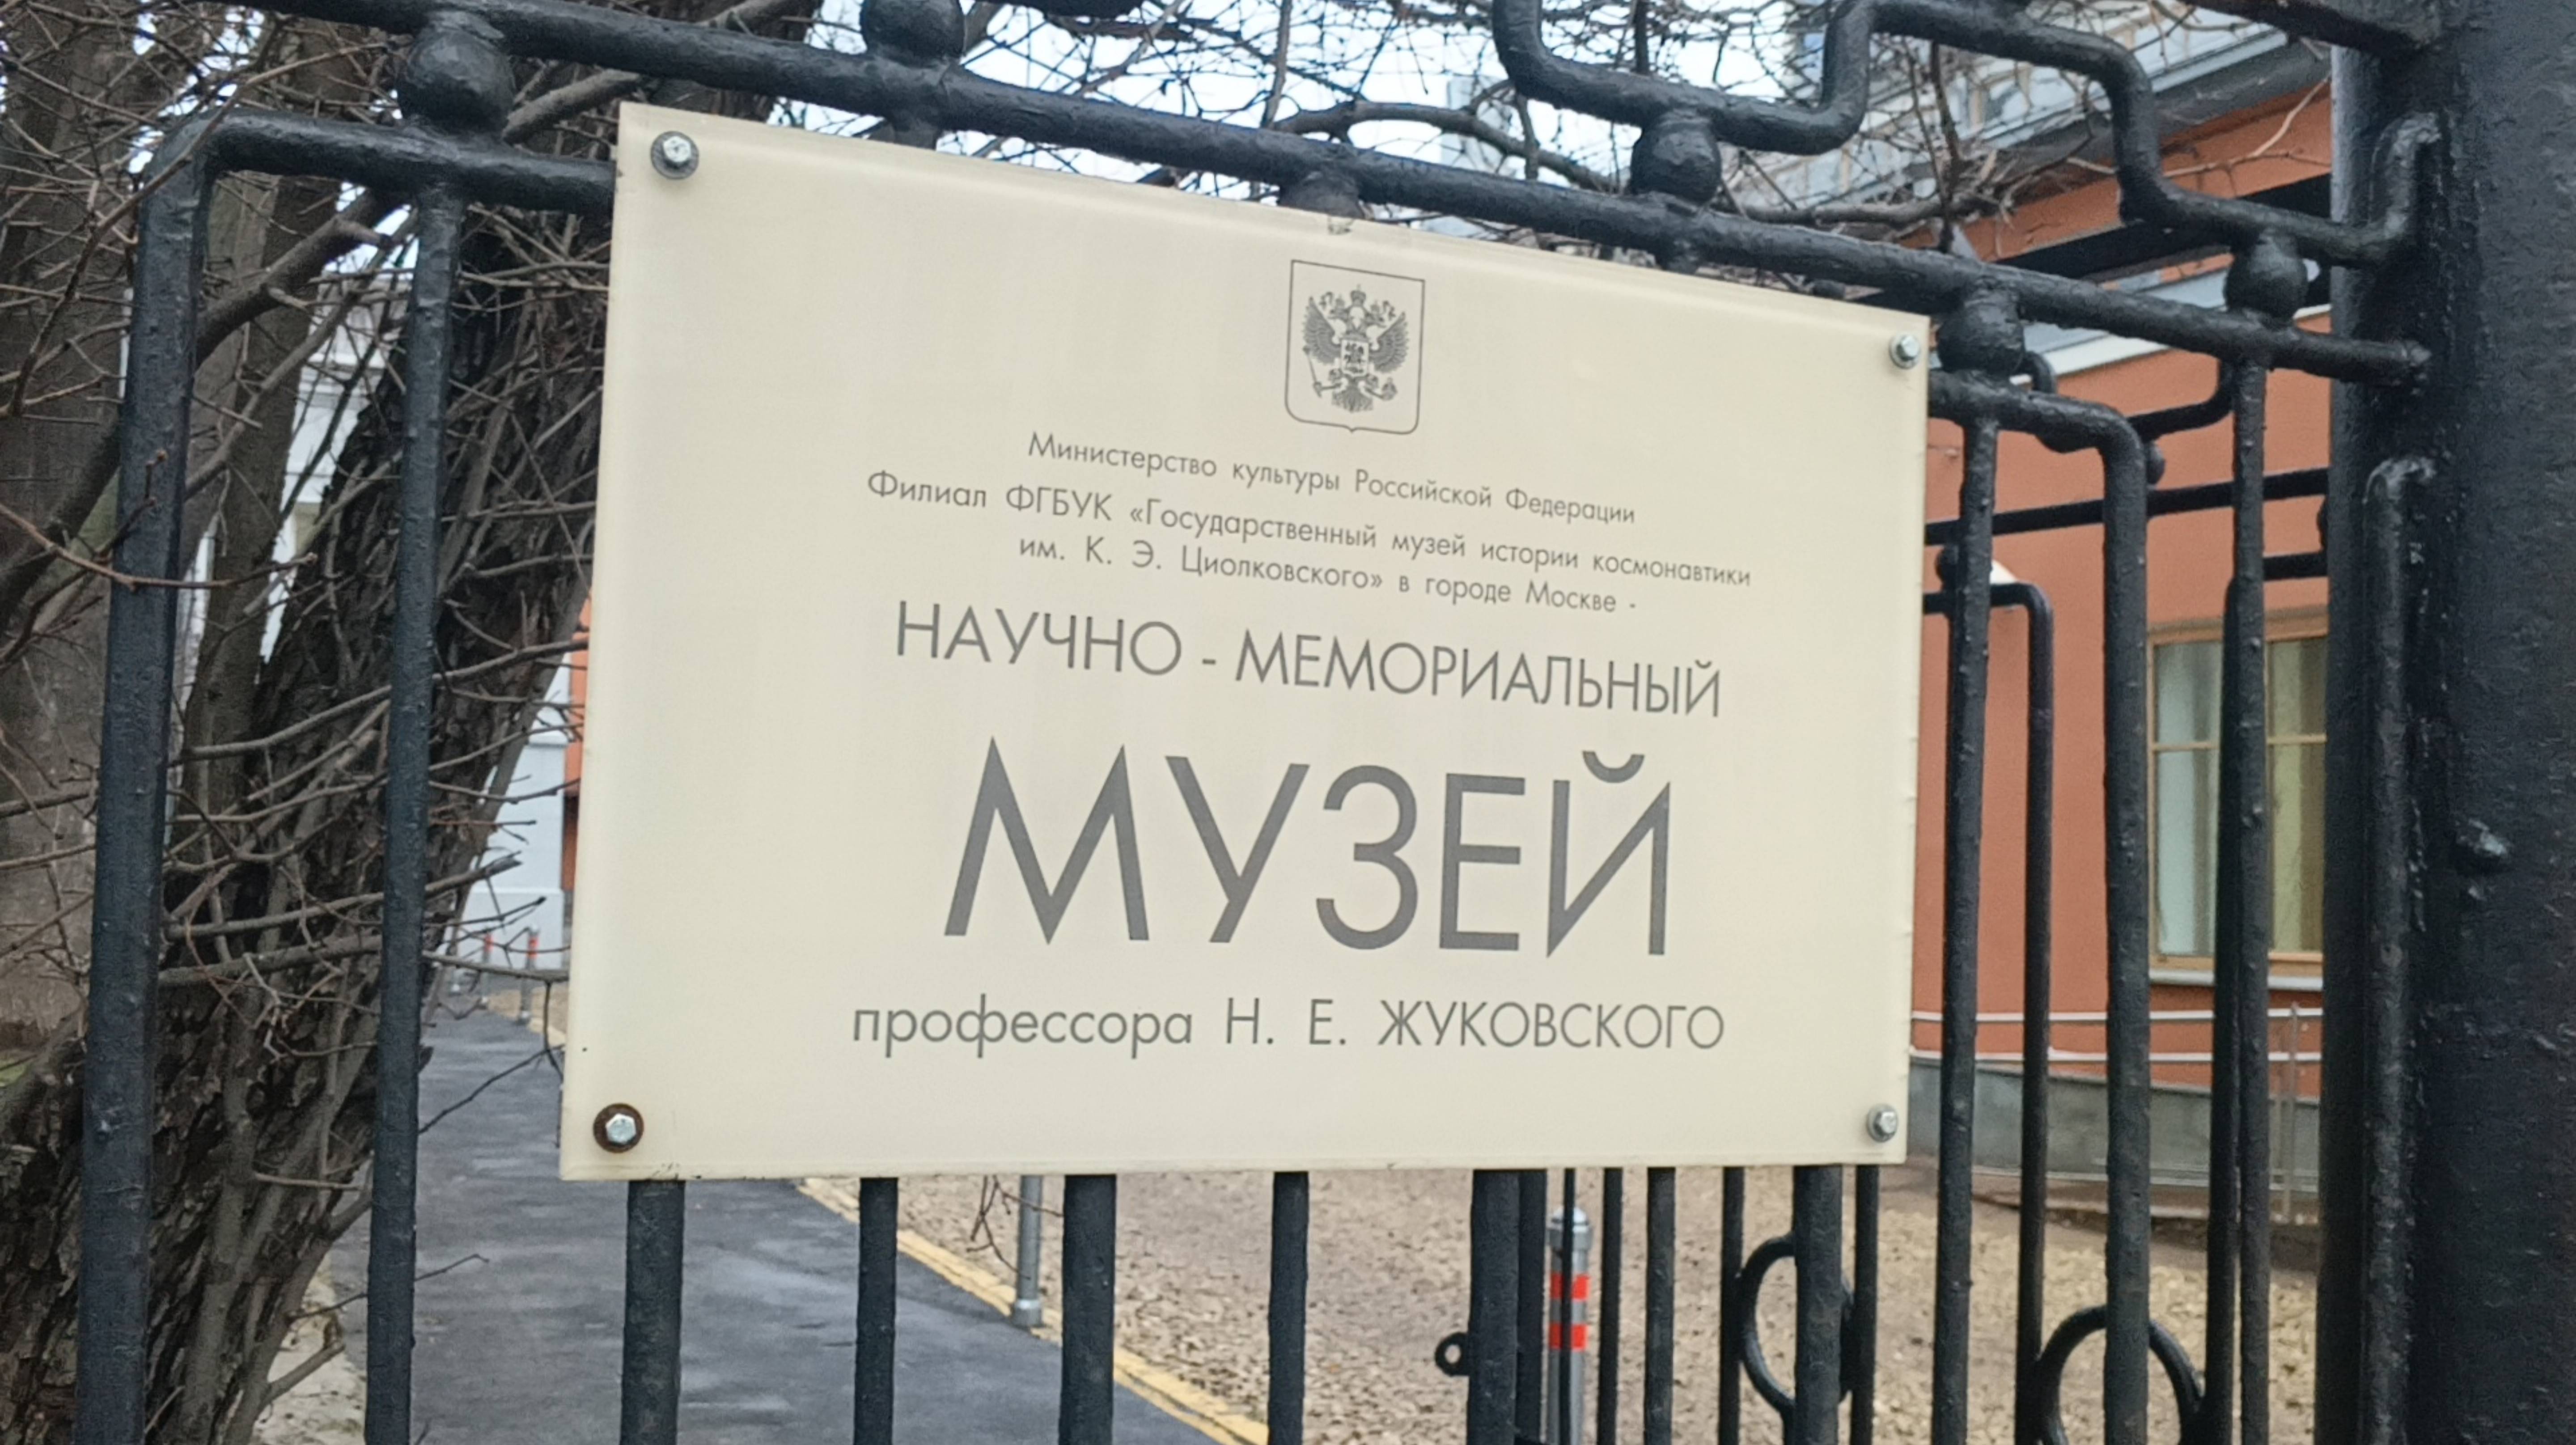 Министерство культуры Российской Федерации
Филиал ФГБУК «Государственный музей истории космонавтики
им. К. Э. Циолковского» в городе Москве -
НАУЧНО - МЕМОРИАЛЬНЫЙ
МУЗЕЙ
профессора Н. Е. ЖУКОВСКОГО